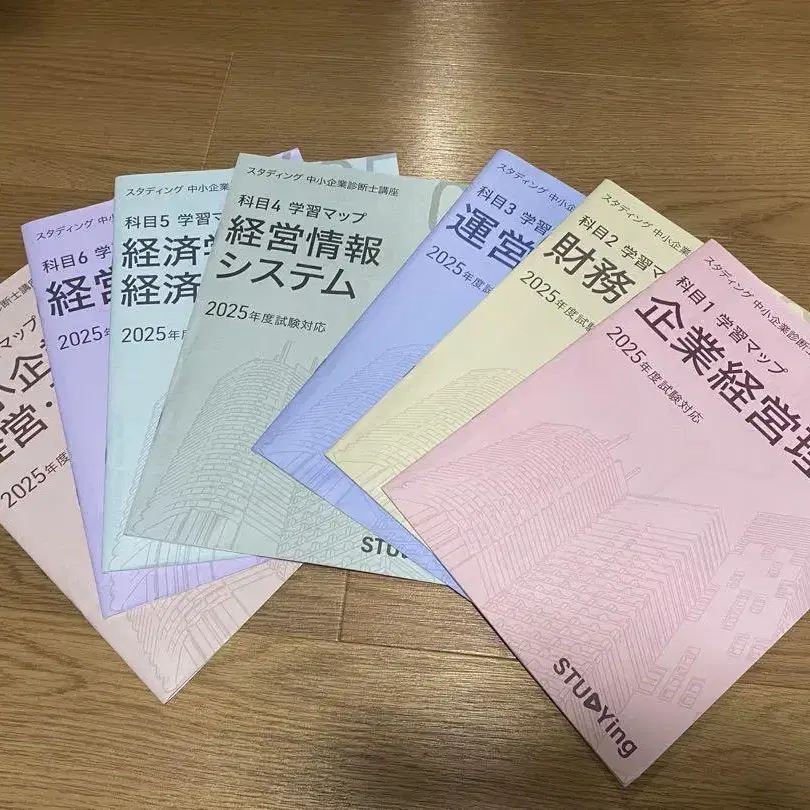 スタディング 中小企業診断士講座
科目1 学習マップ
企業経営理
2025年度試験対応
STUDYing
スタディング 中小企業
科目2 学習マ
財務
2025年度試
スタディング 中小企
科目3 学習
運営
2025年度試
スタディング 中小企業診断士講座
科目4 学習マップ
経営情報
システム
2025年度試験対応
STU
スタディング 中小企業
科目5 学
経済学
経済
2025年度
スタディング 中
科目6 学
経営
2025年
診断士講座
マップ
企
経営・
2025年度